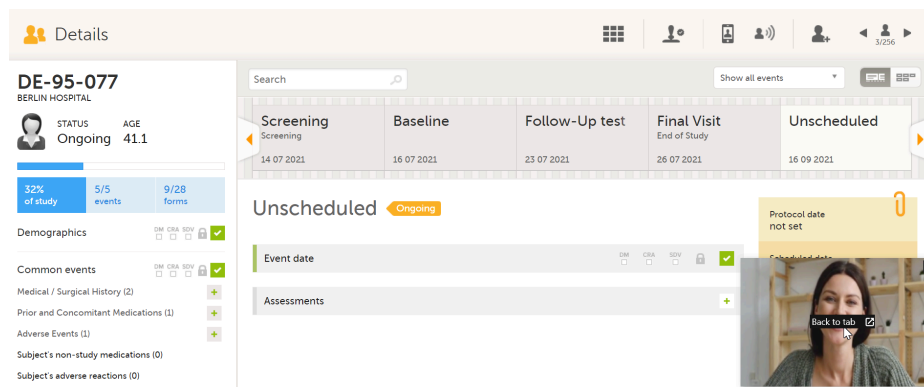 Details
3/256
DE-95-077
BERLIN HOSPITAL
STATUS AGE
Ongoing 41.1
32% of study
5/5 events
9/28 forms
Demographics DM CRA SDV
Common events DM CRA SDV
Medical / Surgical History (2)
Prior and Concomitant Medications (1)
Adverse Events (1)
Subject's non-study medications (0)
Subject's adverse reactions (0)
Search
Show all events
Screening
Screening
14 07 2021
Baseline
16 07 2021
Follow-Up test
23 07 2021
Final Visit
End of Study
26 07 2021
Unscheduled
16 09 2021
Unscheduled Ongoing
Event date DM CRA SDV
Assessments
Protocol date
not set
Scheduled date
Back to tab